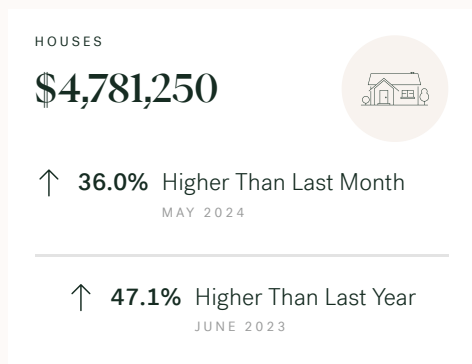 HOUSES
$4,781,250
↑ 36.0% Higher Than Last Month
MAY 2024
↑ 47.1% Higher Than Last Year
JUNE 2023